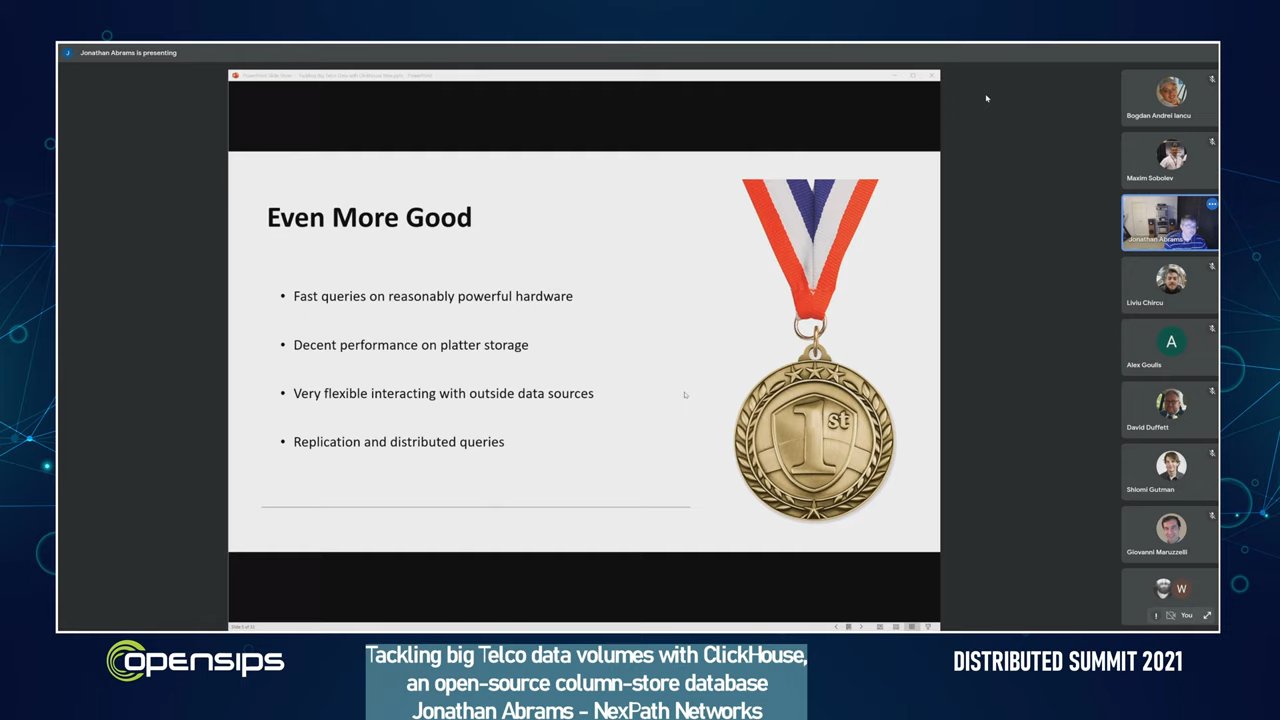 J
Jonathan Abrams is presenting
Even More Good
• Fast queries on reasonably powerful hardware
• Decent performance on platter storage
• Very flexible interacting with outside data sources
• Replication and distributed queries
1st
Bogdan Andrei Iancu
Maxim Sobolev
Jonathan Abrams
Liviu Chircu
A
Alex Goulis
David Duffett
Shlomi Gutman
Giovanni Maruzzelli
W
You
OPENSIPS
Tackling big Telco data volumes with ClickHouse,
an open-source column-store database
Jonathan Abrams - NexPath Networks
DISTRIBUTED SUMMIT 2021